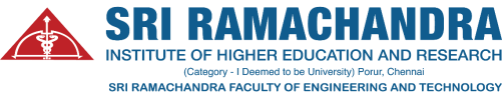 SRI RAMACHANDRA
INSTITUTE OF HIGHER EDUCATION AND RESEARCH
(Category - I Deemed to be University) Porur, Chennai
SRI RAMACHANDRA FACULTY OF ENGINEERING AND TECHNOLOGY